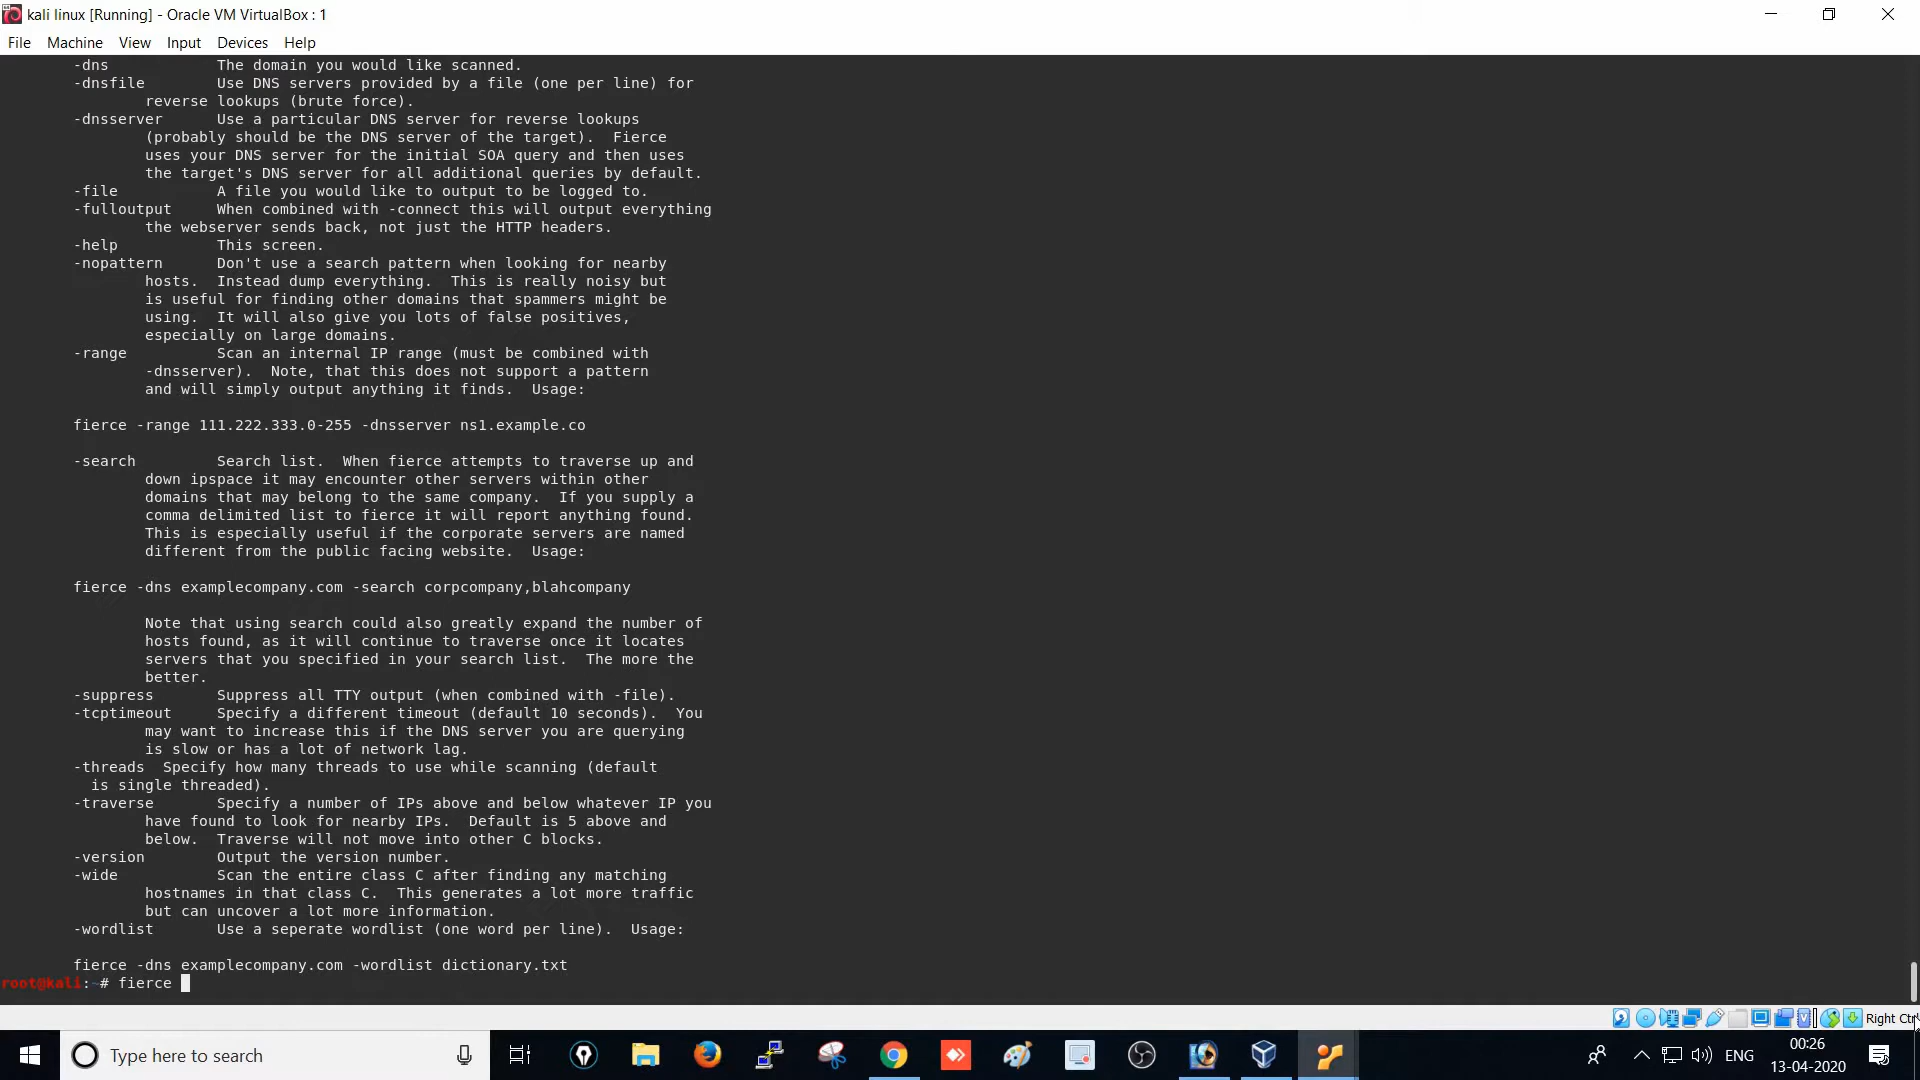 kali linux [Running] - Oracle VM VirtualBox : 1
File Machine View Input Devices Help
-dns The domain you would like scanned.
-dnsfile Use DNS servers provided by a file (one per line) for
reverse lookups (brute force).
-dnsserver Use a particular DNS server for reverse lookups
(probably should be the DNS server of the target). Fierce
uses your DNS server for the initial SOA query and then uses
the target's DNS server for all additional queries by default.
-file A file you would like to output to be logged to.
-fulloutput When combined with -connect this will output everything
the webserver sends back, not just the HTTP headers.
-help This screen.
-nopattern Don't use a search pattern when looking for nearby
hosts. Instead dump everything. This is really noisy but
is useful for finding other domains that spammers might be
using. It will also give you lots of false positives,
especially on large domains.
-range Scan an internal IP range (must be combined with
-dnsserver). Note, that this does not support a pattern
and will simply output anything it finds. Usage:
fierce -range 111.222.333.0-255 -dnsserver ns1.example.co
-search Search list. When fierce attempts to traverse up and
down ipspace it may encounter other servers within other
domains that may belong to the same company. If you supply a
comma delimited list to fierce it will report anything found.
This is especially useful if the corporate servers are named
different from the public facing website. Usage:
fierce -dns examplecompany.com -search corpcompany,blahcompany
Note that using search could also greatly expand the number of
hosts found, as it will continue to traverse once it locates
servers that you specified in your search list. The more the
better.
-suppress Suppress all TTY output (when combined with -file).
-tcptimeout Specify a different timeout (default 10 seconds). You
may want to increase this if the DNS server you are querying
is slow or has a lot of network lag.
-threads Specify how many threads to use while scanning (default
is single threaded).
-traverse Specify a number of IPs above and below whatever IP you
have found to look for nearby IPs. Default is 5 above and
below. Traverse will not move into other C blocks.
-version Output the version number.
-wide Scan the entire class C after finding any matching
hostnames in that class C. This generates a lot more traffic
but can uncover a lot more information.
-wordlist Use a seperate wordlist (one word per line). Usage:
fierce -dns examplecompany.com -wordlist dictionary.txt
root@kali:~# fierce
Right Ctrl
Type here to search
ENG
00:26
13-04-2020